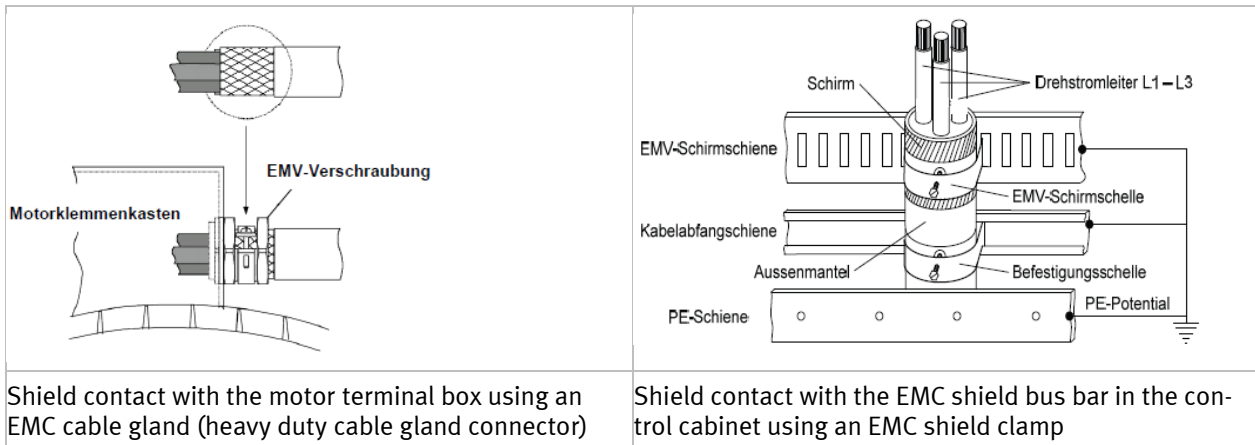 EMV-Verschraubung
Motorklemmenkasten
Schirm
Drehstromleiter L1–L3
EMV-Schirmschiene
EMV-Schirmschelle
Kabelabfangschiene
Aussenmantel
Befestigungsschelle
PE-Schiene
PE-Potential
Shield contact with the motor terminal box using an
EMC cable gland (heavy duty cable gland connector)
Shield contact with the EMC shield bus bar in the con-
trol cabinet using an EMC shield clamp